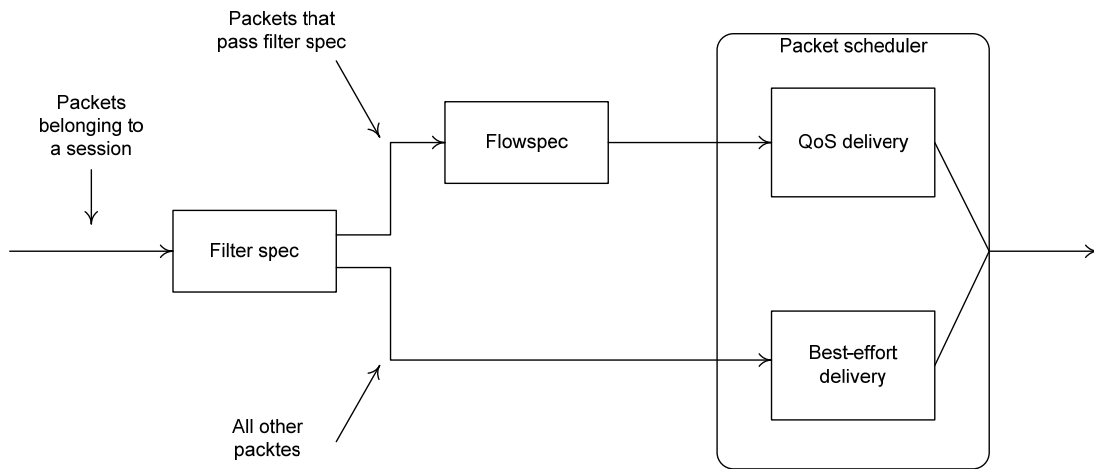 Packets that
pass filter spec
Packet scheduler
Packets
belonging to
a session
Flowspec
QoS delivery
Filter spec
Best-effort
delivery
All other
packtes